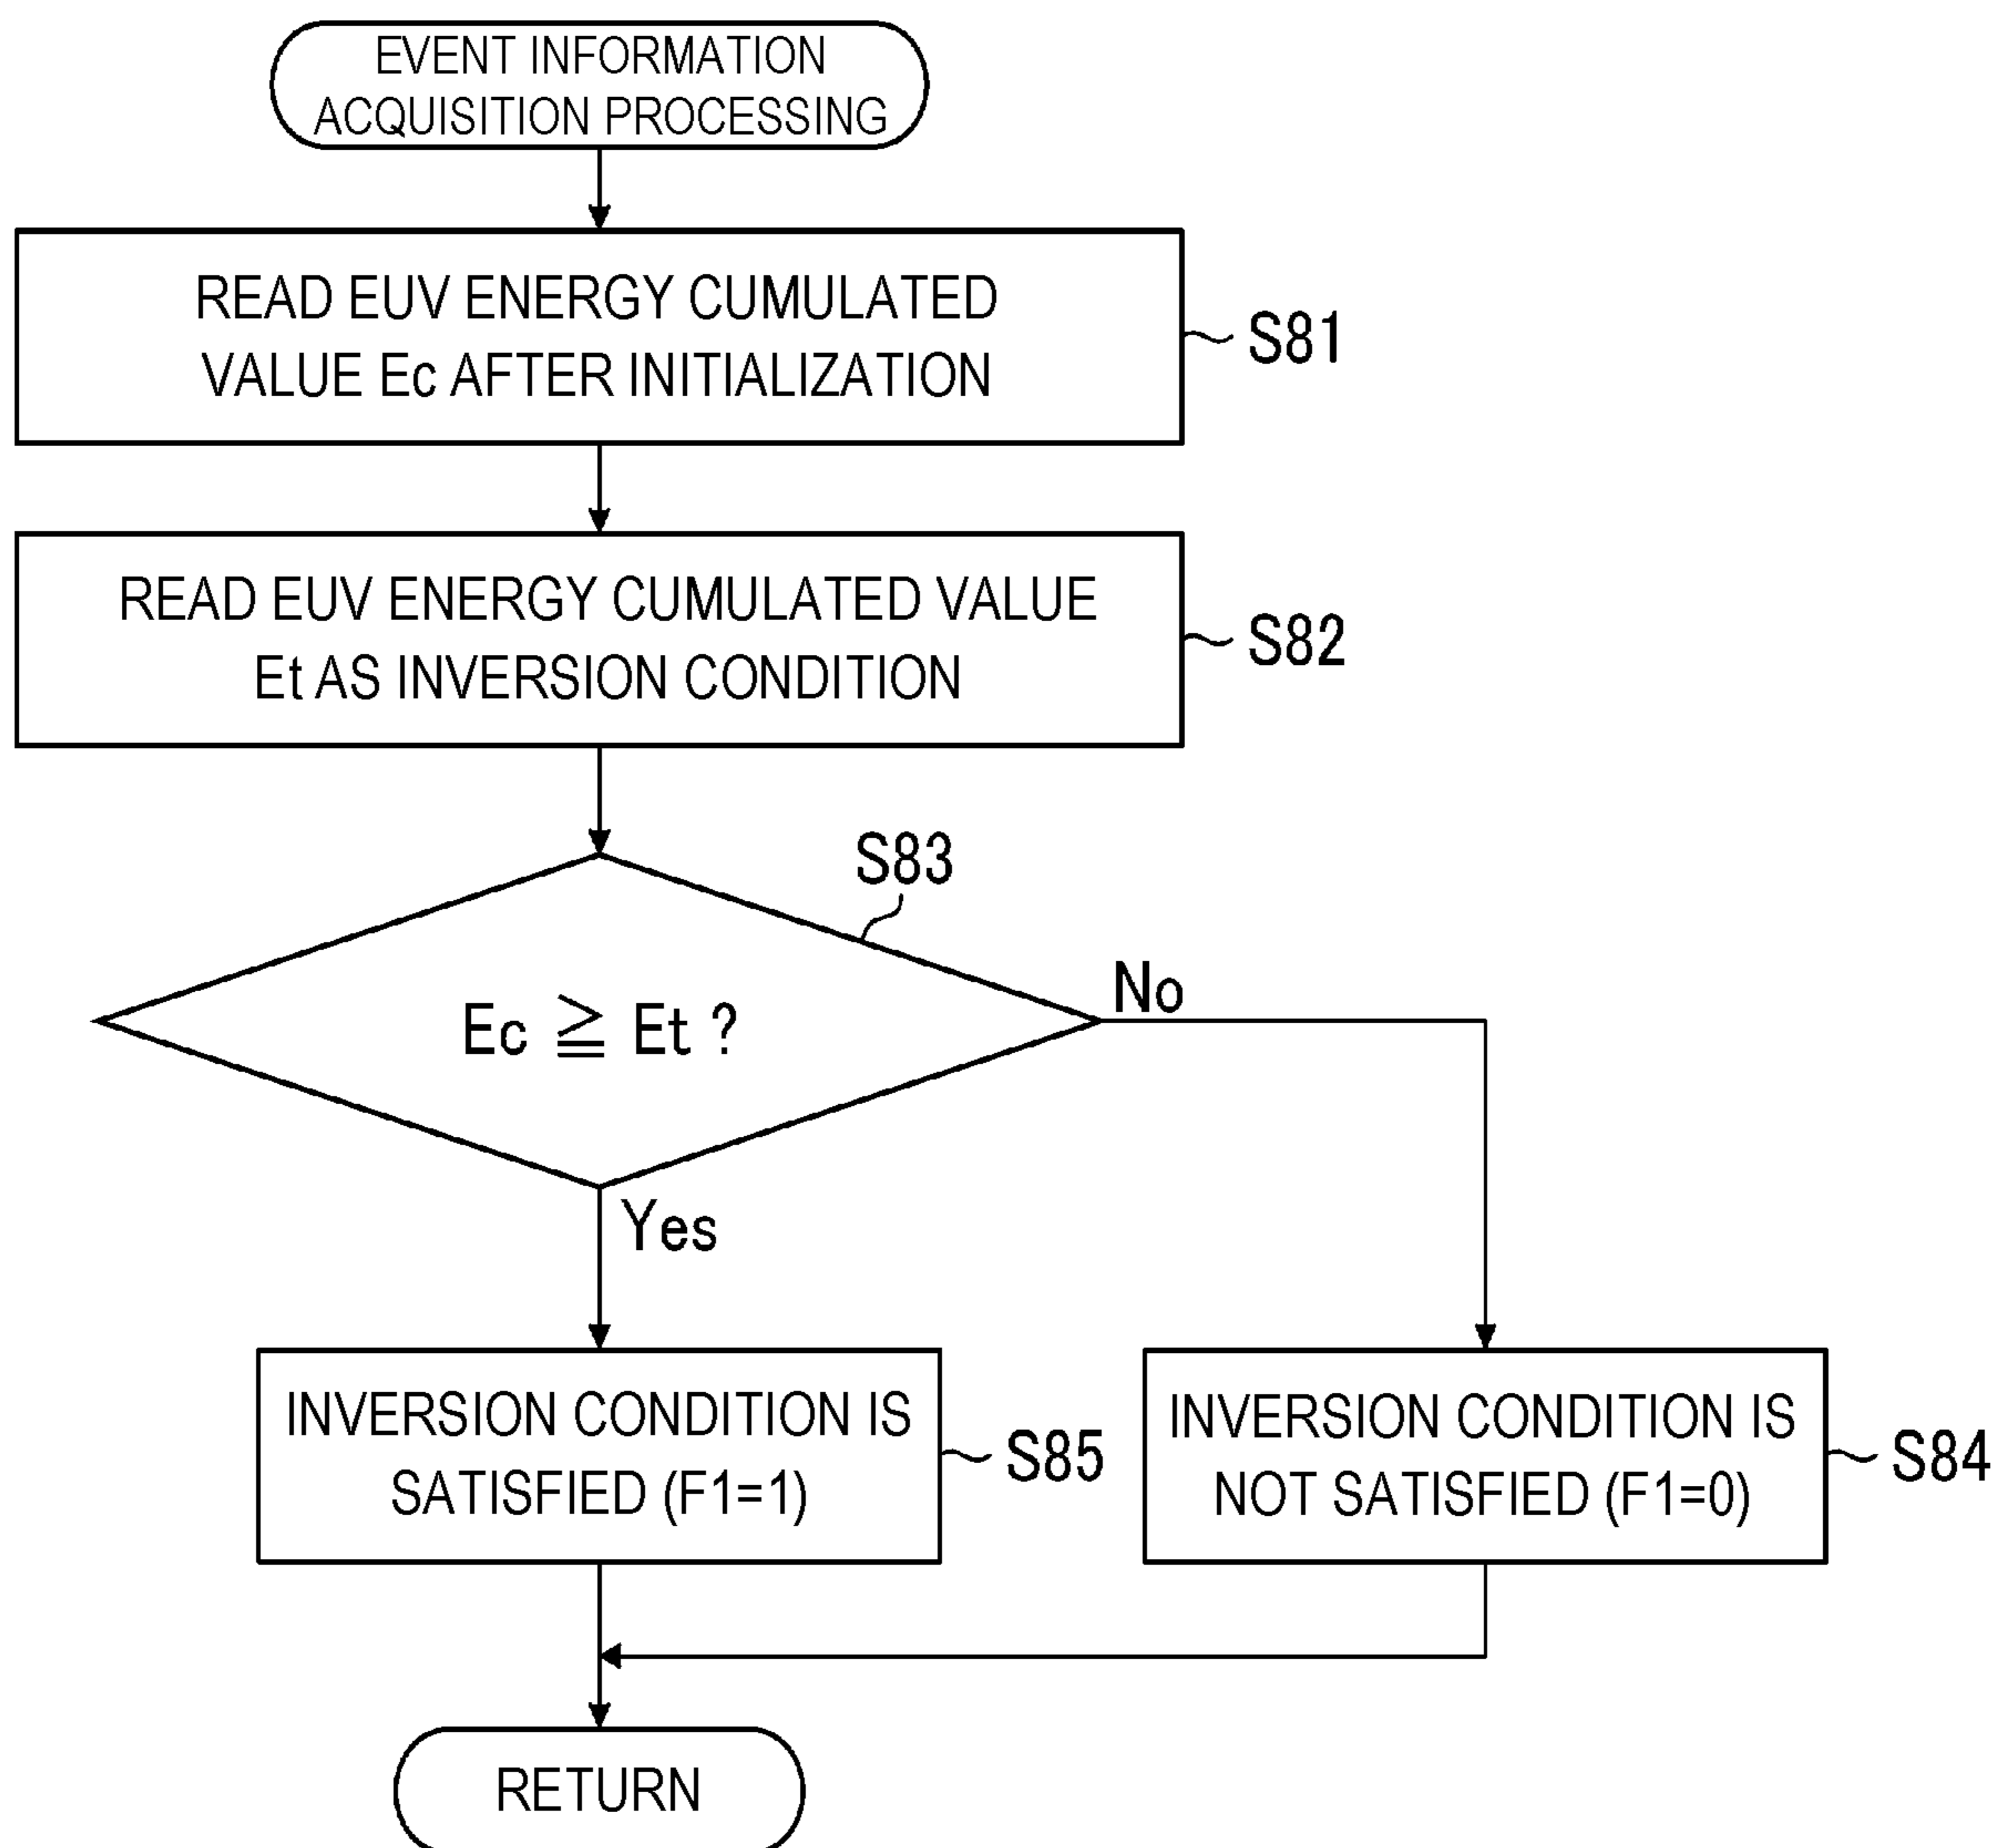 EVENT INFORMATION
ACQUISITION PROCESSING
READ EUV ENERGY CUMULATED
VALUE Ec AFTER INITIALIZATION
S81
READ EUV ENERGY CUMULATED VALUE
Et AS INVERSION CONDITION
S82
S83
Ec ≧ Et ?
No
Yes
INVERSION CONDITION IS
SATISFIED (F1=1)
S85
INVERSION CONDITION IS
NOT SATISFIED (F1=0)
S84
RETURN